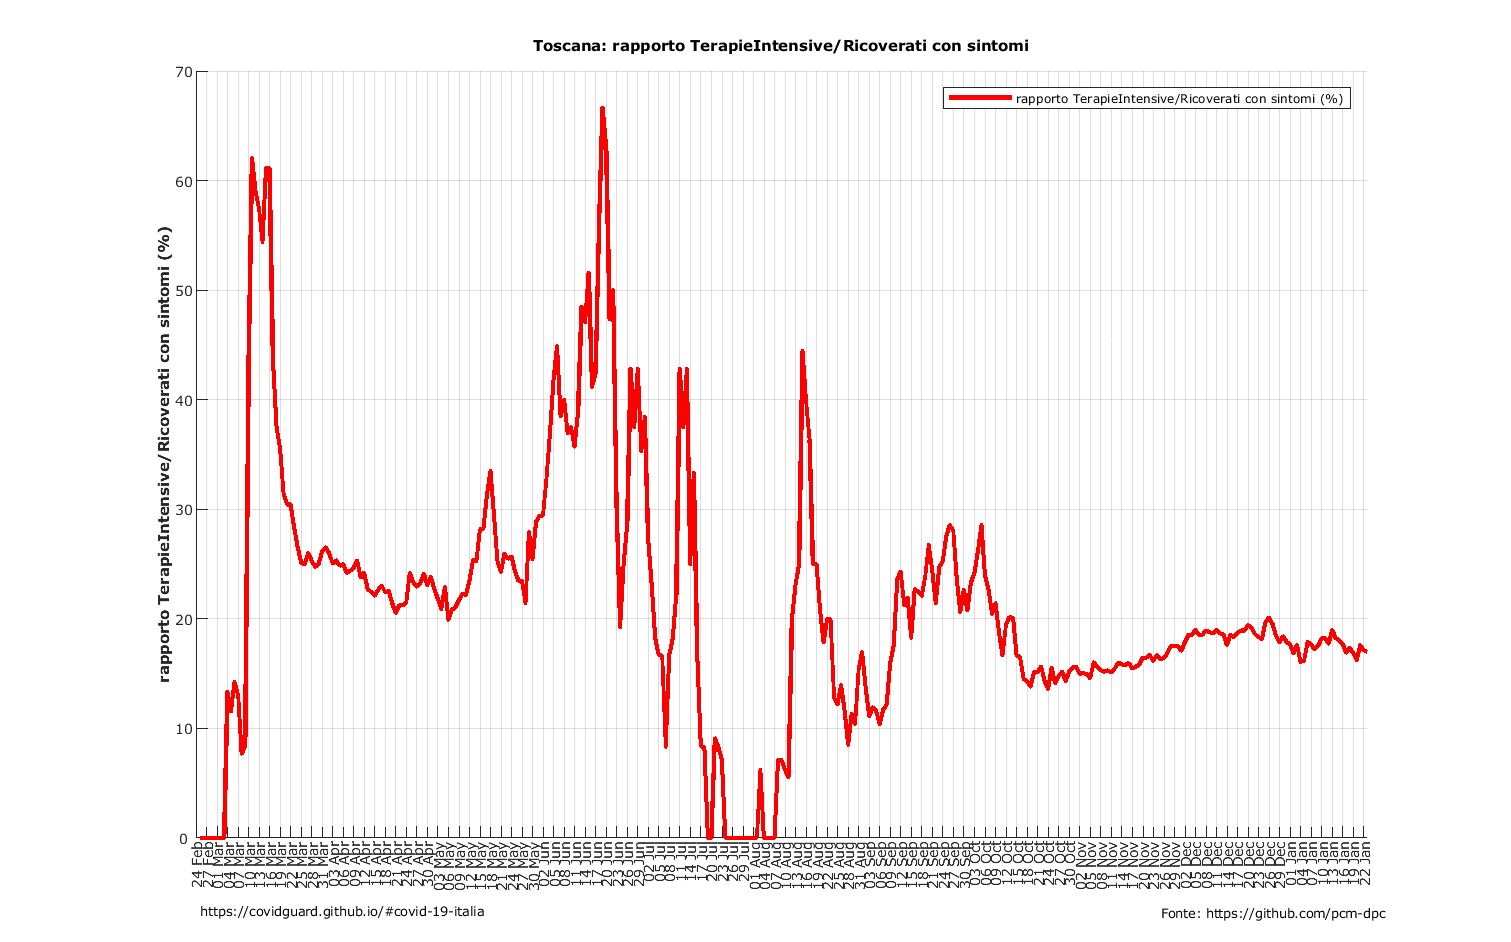 Toscana: rapporto TerapieIntensive/Ricoverati con sintomi
rapporto TerapieIntensive/Ricoverati con sintomi (%)
rapporto TerapieIntensive/Ricoverati con sintomi (%)
70
60
50
40
30
20
10
0
24 Feb
27 Feb
01 Mar
04 Mar
07 Mar
10 Mar
13 Mar
16 Mar
19 Mar
22 Mar
25 Mar
28 Mar
31 Mar
03 Apr
06 Apr
09 Apr
12 Apr
15 Apr
18 Apr
21 Apr
24 Apr
27 Apr
30 Apr
03 May
06 May
09 May
12 May
15 May
18 May
21 May
24 May
27 May
30 May
02 Jun
05 Jun
08 Jun
11 Jun
14 Jun
17 Jun
20 Jun
23 Jun
26 Jun
29 Jun
02 Jul
05 Jul
08 Jul
11 Jul
14 Jul
17 Jul
20 Jul
23 Jul
26 Jul
29 Jul
01 Aug
04 Aug
07 Aug
10 Aug
13 Aug
16 Aug
19 Aug
22 Aug
25 Aug
28 Aug
31 Aug
03 Sep
06 Sep
09 Sep
12 Sep
15 Sep
18 Sep
21 Sep
24 Sep
27 Sep
30 Sep
03 Oct
06 Oct
09 Oct
12 Oct
15 Oct
18 Oct
21 Oct
24 Oct
27 Oct
30 Oct
02 Nov
05 Nov
08 Nov
11 Nov
14 Nov
17 Nov
20 Nov
23 Nov
26 Nov
29 Nov
02 Dec
05 Dec
08 Dec
11 Dec
14 Dec
17 Dec
20 Dec
23 Dec
26 Dec
29 Dec
01 Jan
04 Jan
07 Jan
10 Jan
13 Jan
16 Jan
19 Jan
22 Jan
https://covidguard.github.io/#covid-19-italia
Fonte: https://github.com/pcm-dpc